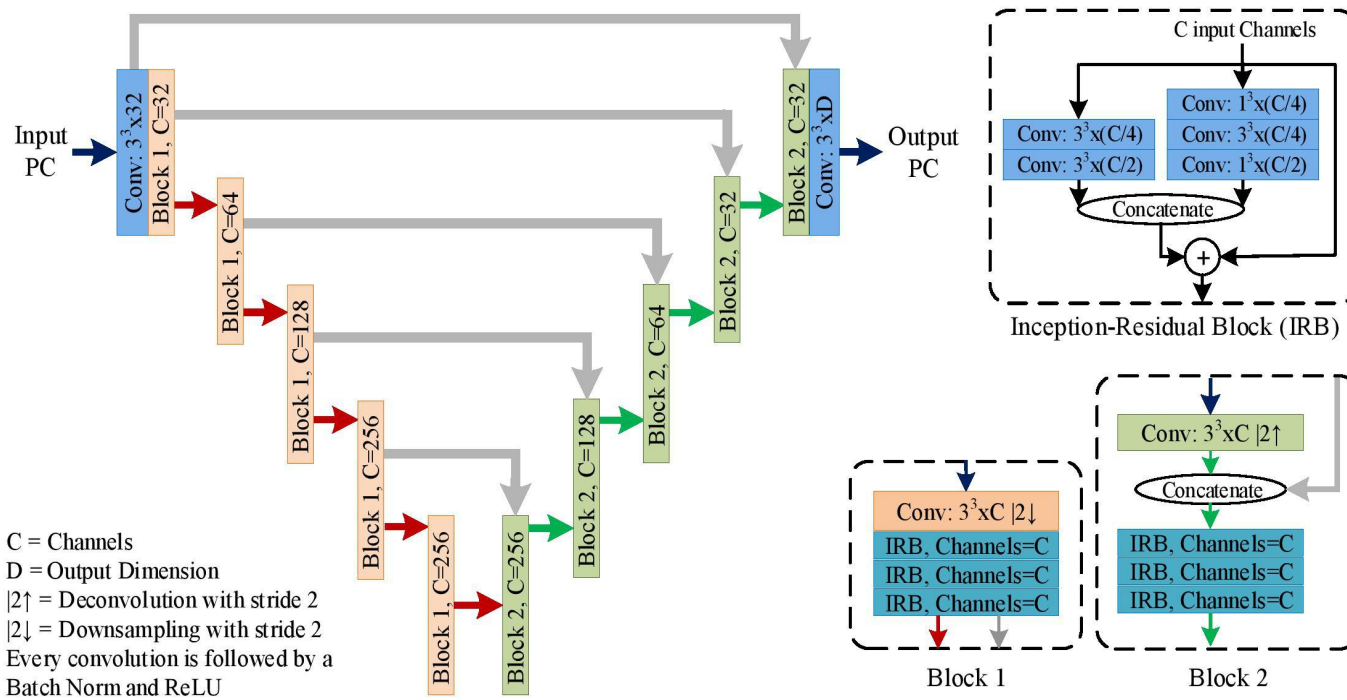 Input
PC
Conv: 3³x32
Block 1, C=32
Block 1, C=64
Block 1, C=128
Block 1, C=256
Block 1, C=256
Block 2, C=256
Block 2, C=128
Block 2, C=64
Block 2, C=32
Block 2, C=32
Conv: 3³xD
Output
PC
C = Channels
D = Output Dimension
|2↑ = Deconvolution with stride 2
|2↓ = Downsampling with stride 2
Every convolution is followed by a
Batch Norm and ReLU
C input Channels
Conv: 3³x(C/4)
Conv: 3³x(C/2)
Conv: 1³x(C/4)
Conv: 3³x(C/4)
Conv: 1³x(C/2)
Concatenate
+
Inception-Residual Block (IRB)
Conv: 3³xC |2↓
IRB, Channels=C
IRB, Channels=C
IRB, Channels=C
Block 1
Conv: 3³xC |2↑
Concatenate
IRB, Channels=C
IRB, Channels=C
IRB, Channels=C
Block 2